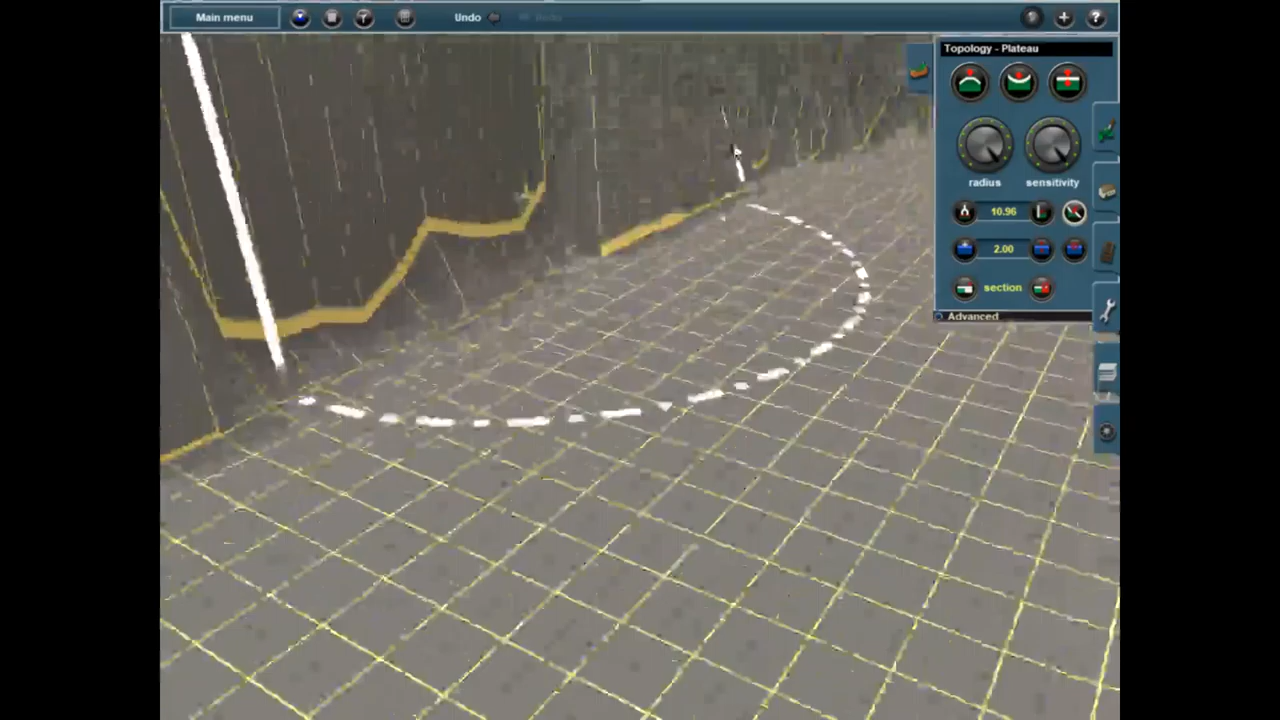 Main menu
Undo
Topology - Plateau
radius sensitivity
10.96
2.00
section
Advanced